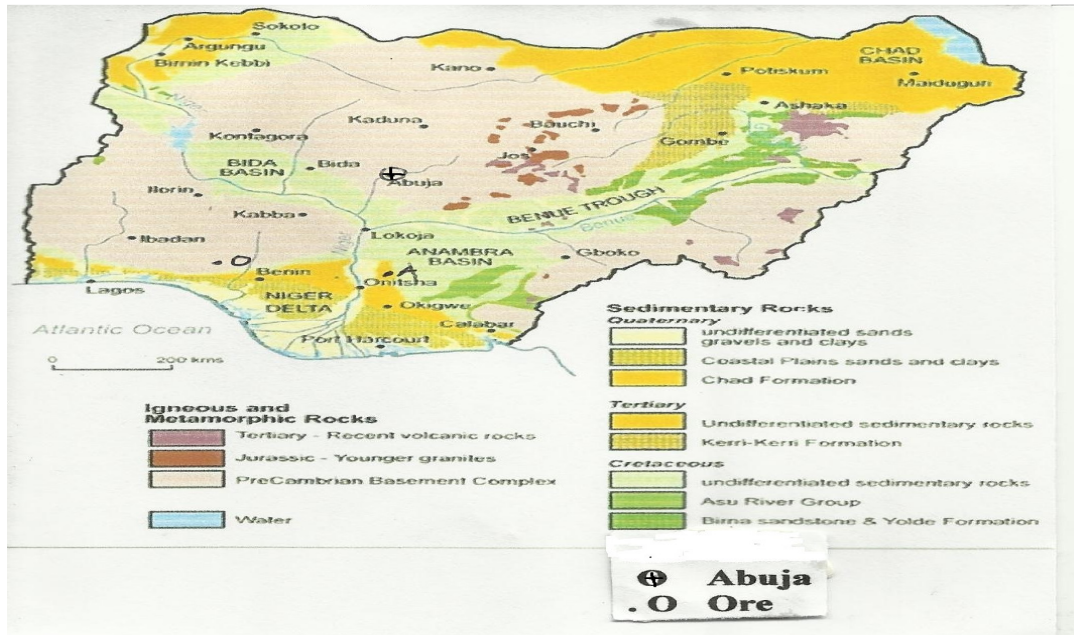 Sokoto
Argungu
Birnin Kebbi
Kano
CHAD
BASIN
Potiskum
Maiduguri
Ashaka
Niger
Kontagora
Kaduna
Bauchi
Gombe
Jos
BIDA
BASIN
Bida
Abuja
Ilorin
Kabba
BENUE TROUGH
Benue
Ibadan
Lokoja
Niger
ANAMBRA
BASIN
Gboko
O
A
Benin
Onitsha
Lagos
NIGER
DELTA
Okigwe
Calabar
Port Harcourt
Atlantic Ocean
0 200 kms
Igneous and
Metamorphic Rocks
Tertiary - Recent volcanic rocks
Jurassic - Younger granites
PreCambrian Basement Complex
Water
Sedimentary Rocks
Quaternary
undifferentiated sands
gravels and clays
Coastal Plains sands and clays
Chad Formation
Tertiary
Undifferentiated sedimentary rocks
Kerri-Kerri Formation
Cretaceous
undifferentiated sedimentary rocks
Asu River Group
Bima sandstone & Yolde Formation
Abuja
.O Ore